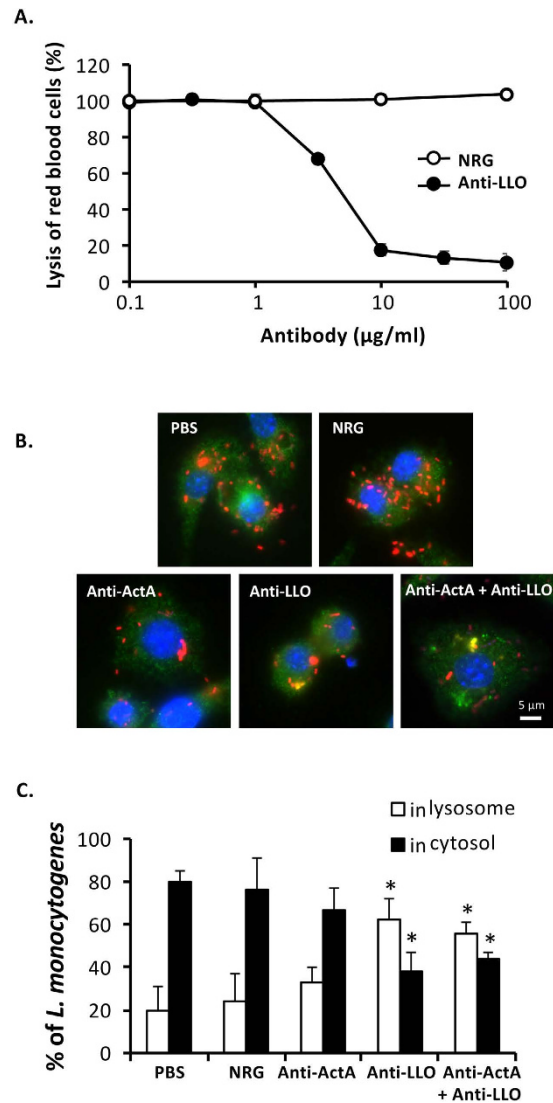 A.
Lysis of red blood cells (%)
120
100
80
60
40
20
0
0.1
1
10
100
NRG
Anti-LLO
Antibody (µg/ml)
B.
PBS
NRG
Anti-ActA
Anti-LLO
Anti-ActA + Anti-LLO
5 µm
C.
in lysosome
in cytosol
% of L. monocytogenes
100
80
60
40
20
0
* *
* *
PBS
NRG
Anti-ActA
Anti-LLO
Anti-ActA
+ Anti-LLO